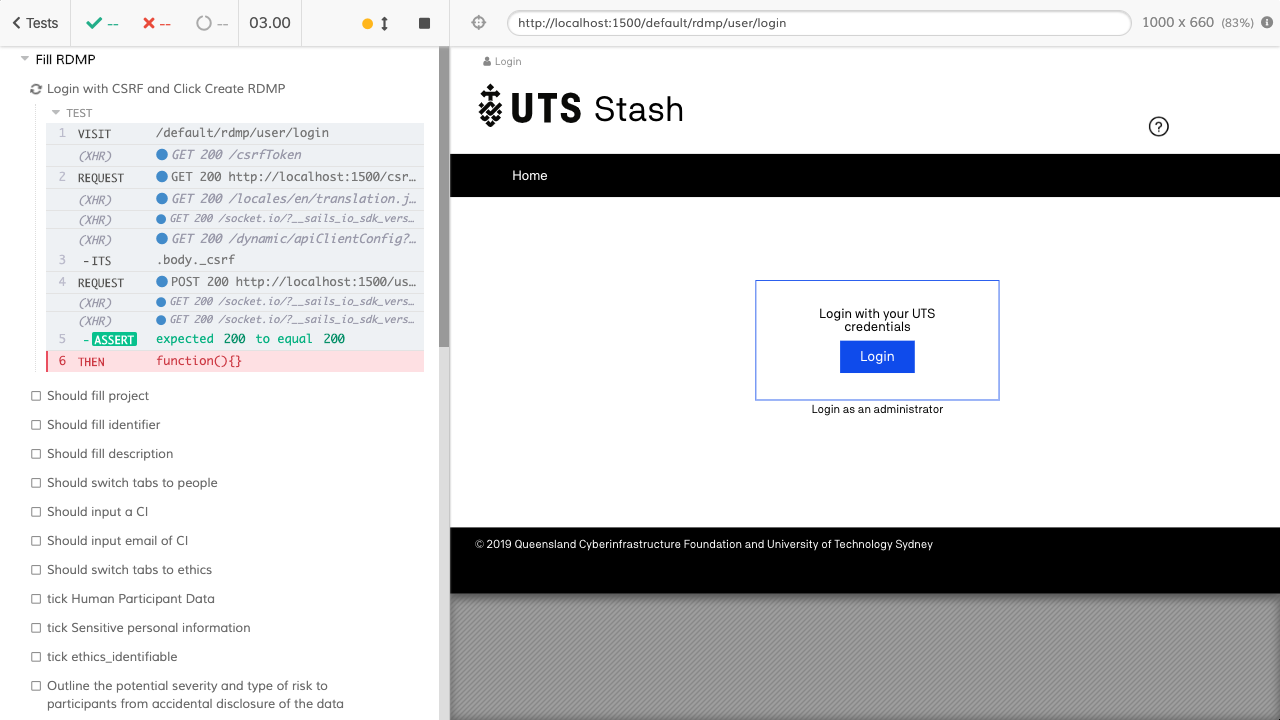 Tests -- -- -- 03.00
http://localhost:1500/default/rdmp/user/login 1000 x 660 (83%)
Fill RDMP
Login with CSRF and Click Create RDMP
TEST
1 VISIT /default/rdmp/user/login
(XHR) GET 200 /csrfToken
2 REQUEST GET 200 http://localhost:1500/csr…
(XHR) GET 200 /locales/en/translation.j…
(XHR) GET 200 /socket.io/?__sails_io_sdk_vers…
(XHR) GET 200 /dynamic/apiClientConfig?…
3 -ITS .body._csrf
4 REQUEST POST 200 http://localhost:1500/us…
(XHR) GET 200 /socket.io/?__sails_io_sdk_vers…
(XHR) GET 200 /socket.io/?__sails_io_sdk_vers…
5 -ASSERT expected 200 to equal 200
6 THEN function(){}
Should fill project
Should fill identifier
Should fill description
Should switch tabs to people
Should input a CI
Should input email of CI
Should switch tabs to ethics
tick Human Participant Data
tick Sensitive personal information
tick ethics_identifiable
Outline the potential severity and type of risk to
participants from accidental disclosure of the data
Login
UTS Stash
?
Home
Login with your UTS
credentials
Login
Login as an administrator
© 2019 Queensland Cyberinfrastructure Foundation and University of Technology Sydney